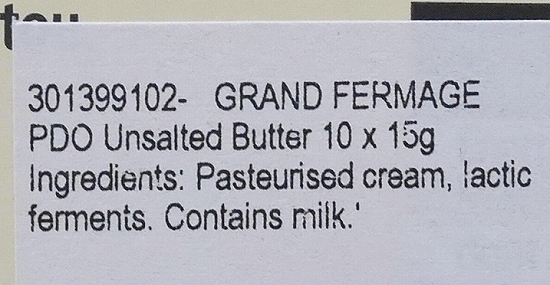 301399102- GRAND FERMAGE
PDO Unsalted Butter 10 x 15g
Ingredients: Pasteurised cream, lactic
ferments. Contains milk.'